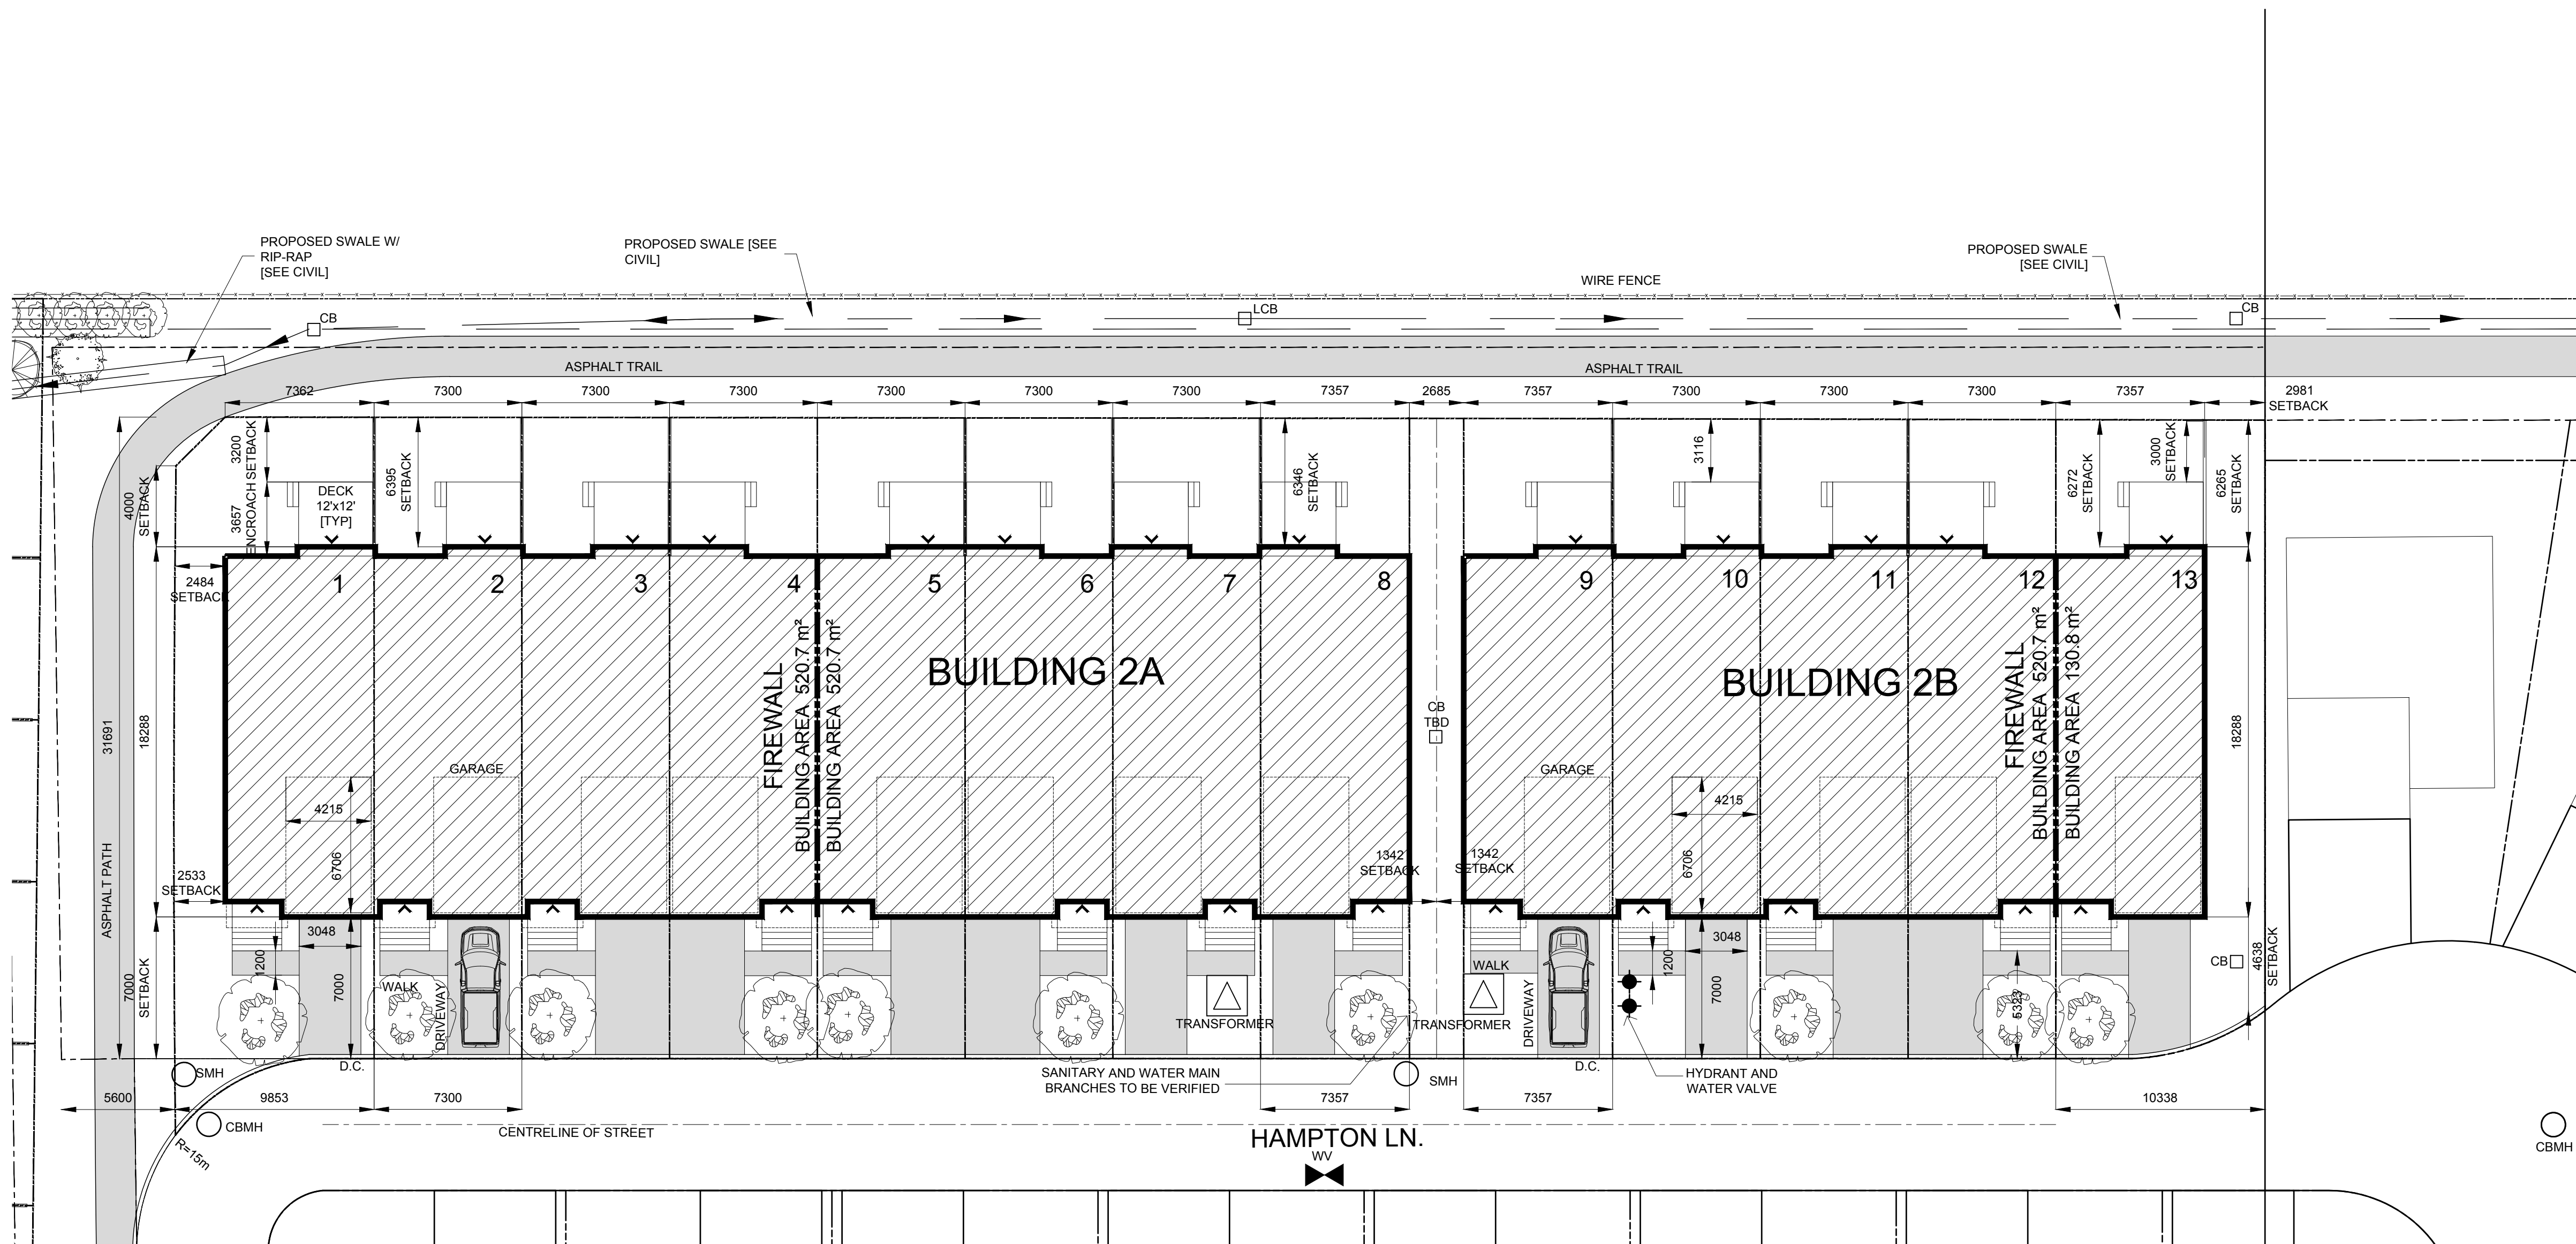 PROPOSED SWALE W/
RIP-RAP
[SEE CIVIL]
PROPOSED SWALE [SEE
CIVIL]
WIRE FENCE
PROPOSED SWALE
[SEE CIVIL]
CB
LCB
CB
ASPHALT TRAIL
ASPHALT TRAIL
7362
7300
7300
7300
7300
7300
7300
7357
2685
7357
7300
7300
7300
7357
2981
SETBACK
4000
SETBACK
3200
3657
ENCROACH SETBACK
DECK
12'x12'
[TYP]
6395
SETBACK
6346
SETBACK
3116
6272
SETBACK
3000
SETBACK
6265
SETBACK
2484
SETBACK
1
2
3
4
5
6
7
8
9
10
11
12
13
31691
18288
ASPHALT PATH
FIREWALL
BUILDING AREA 520.7 m²
BUILDING AREA 520.7 m²
BUILDING 2A
CB
TBD
BUILDING 2B
FIREWALL
BUILDING AREA 520.7 m²
BUILDING AREA 130.8 m²
18288
GARAGE
4215
6706
GARAGE
4215
6706
2533
SETBACK
1342
SETBACK
1342
SETBACK
7000
SETBACK
3048
1200
7000
WALK
DRIVEWAY
TRANSFORMER
TRANSFORMER
WALK
DRIVEWAY
3048
1200
7000
5323
CB
4638
SETBACK
SMH
D.C.
SANITARY AND WATER MAIN
BRANCHES TO BE VERIFIED
SMH
D.C.
HYDRANT AND
WATER VALVE
5600
9853
7300
7357
7357
10338
CBMH
R=15m
CENTRELINE OF STREET
HAMPTON LN.
WV
CBMH